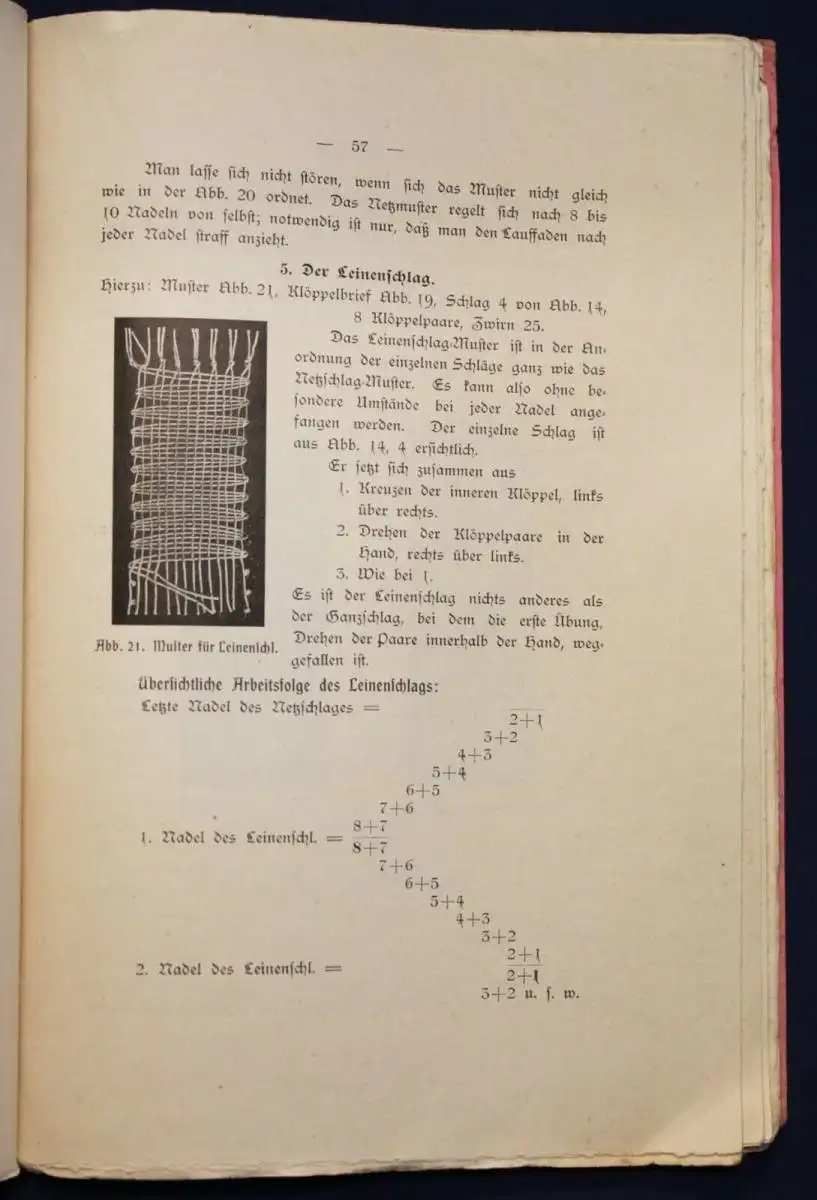 — 57 —
Man lasse sich nicht stören, wenn sich das Muster nicht gleich
wie in der Abb. 20 ordnet. Das Netzmuster regelt sich nach 8 bis
10 Nadeln von selbst; notwendig ist nur, daß man den Lauffaden nach
jeder Nadel straff anzieht.
5. Der Leinenschlag.
Hierzu: Muster Abb. 21, Klöppelbrief Abb. 19, Schlag 4 von Abb. 14,
8 Klöppelpaare, Zwirn 25.
Das Leinenschlag-Muster ist in der An-
ordnung der einzelnen Schläge ganz wie das
Netzschlag-Muster. Es kann also ohne be-
sondere Umstände bei jeder Nadel ange-
fangen werden. Der einzelne Schlag ist
aus Abb. 14, 4 ersichtlich.
Er setzt sich zusammen aus
1. Kreuzen der inneren Klöppel, links
über rechts.
2. Drehen der Klöppelpaare in der
Hand, rechts über links.
3. Wie bei 1.
Es ist der Leinenschlag nichts anderes als
der Ganzschlag, bei dem die erste Übung,
Drehen der Paare innerhalb der Hand, weg-
gefallen ist.
Abb. 21. Muster für Leinenschl.
Übersichtliche Arbeitsfolge des Leinenschlags:
Letzte Nadel des Netzschlages =
2+1
3+2
4+3
5+4
6+5
7+6
8+7
1. Nadel des Leinenschl. = 8+7
7+6
6+5
5+4
4+3
3+2
2+1
2. Nadel des Leinenschl. = 2+1
3+2 u. s. w.